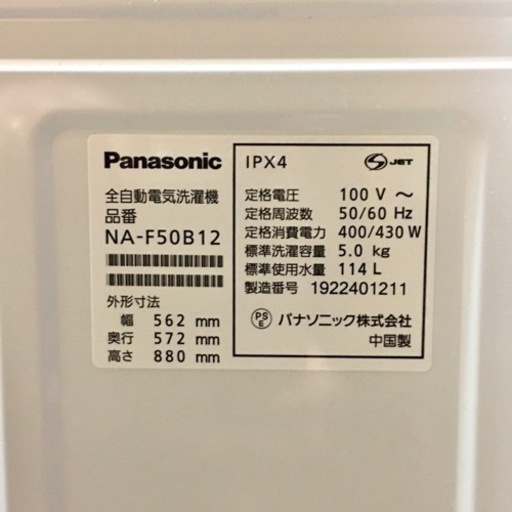 Panasonic
全自動電気洗濯機
品番
NA-F50B12
外形寸法
幅 562 mm
奥行 572 mm
高さ 880 mm
IPX4
S JET
定格電圧 100 V ~
定格周波数 50/60 Hz
定格消費電力 400/430 W
標準洗濯容量 5.0 kg
標準使用水量 114 L
製造番号 1922401211
PSE パナソニック株式会社
中国製